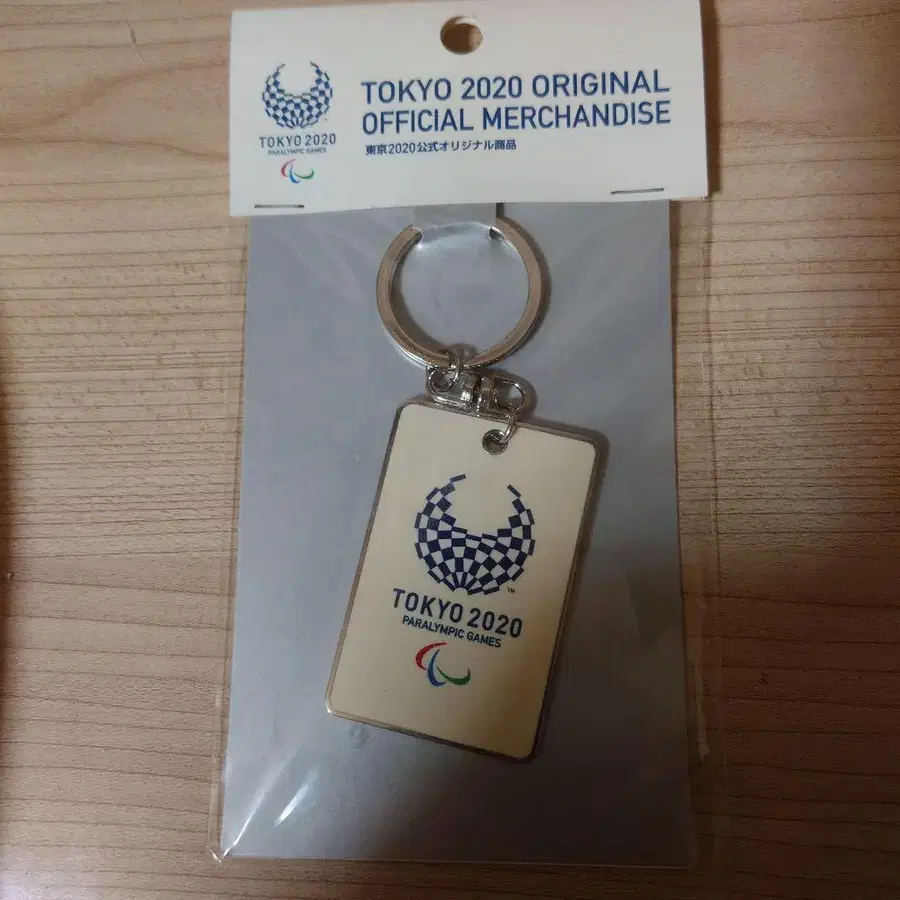 TOKYO 2020
PARALYMPIC GAMES
TOKYO 2020 ORIGINAL
OFFICIAL MERCHANDISE
東京2020公式オリジナル商品
TM
TOKYO 2020
PARALYMPIC GAMES